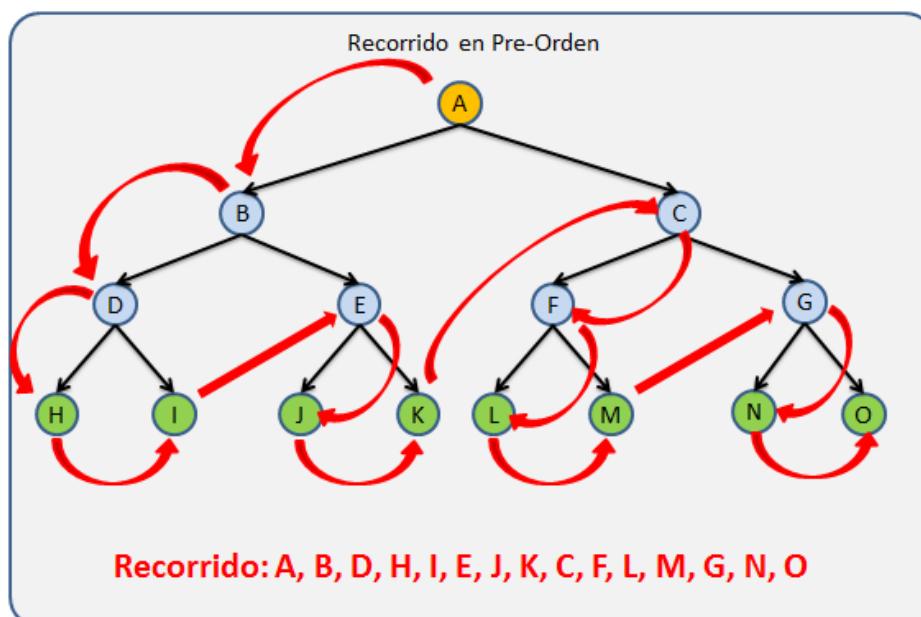 Recorrido en Pre-Orden
A
B
C
D
E
F
G
H
I
J
K
L
M
N
O
Recorrido: A, B, D, H, I, E, J, K, C, F, L, M, G, N, O